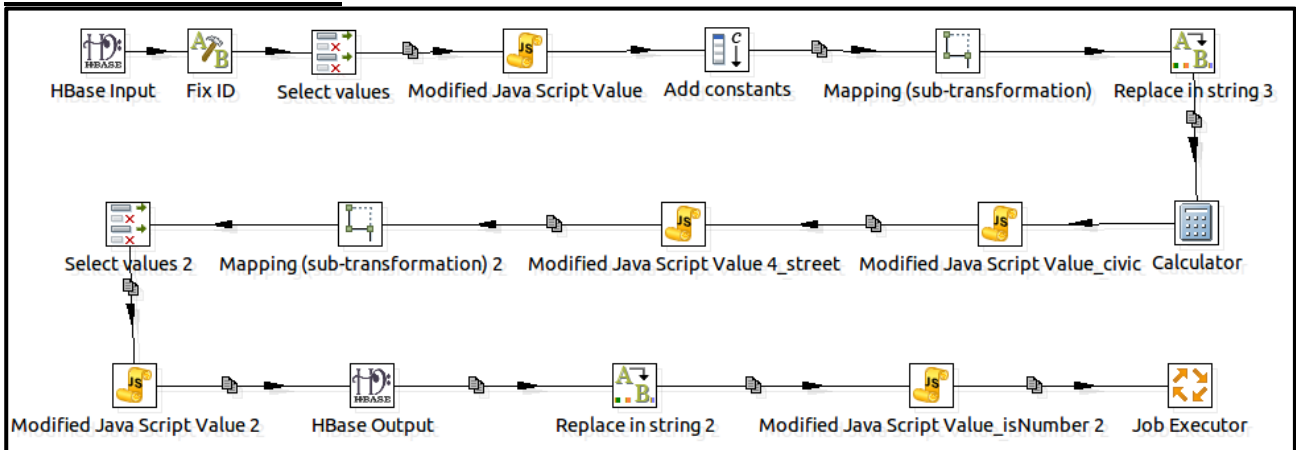 HBase Input
Fix ID
Select values
Modified Java Script Value
Add constants
Mapping (sub-transformation)
Replace in string 3
Select values 2
Mapping (sub-transformation) 2
Modified Java Script Value 4_street
Modified Java Script Value_civic
Calculator
Modified Java Script Value 2
HBase Output
Replace in string 2
Modified Java Script Value_isNumber 2
Job Executor